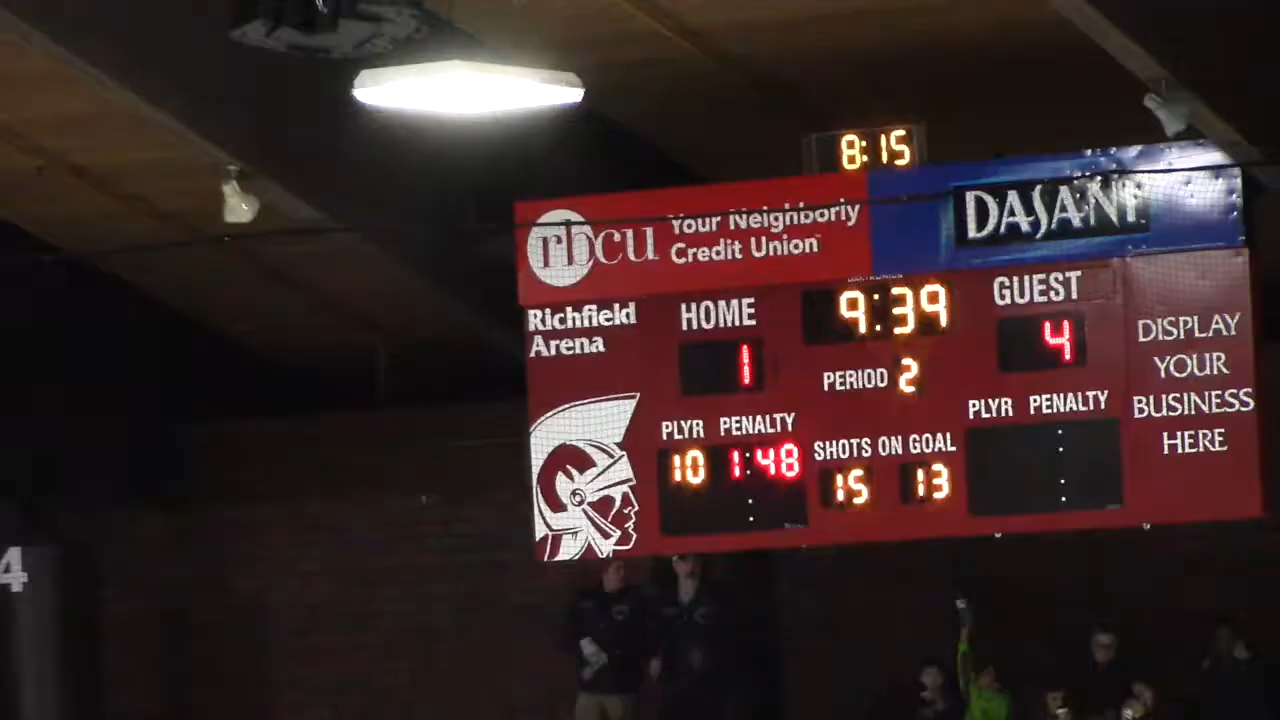 8:15
rbcu
Your Neighborly
Credit Union
DASANI
Richfield
Arena
HOME
9:39
GUEST
1
4
PERIOD 2
DISPLAY
YOUR
BUSINESS
HERE
PLYR PENALTY
10 1:48
SHOTS ON GOAL
15 13
PLYR PENALTY
4